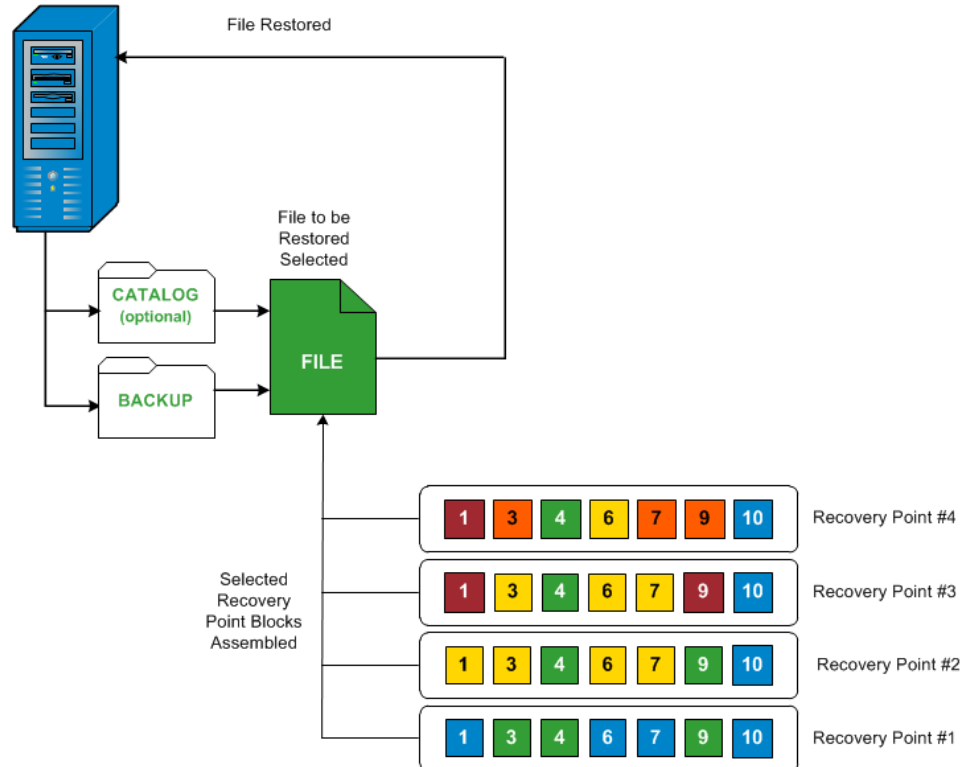 File Restored
File to be
Restored
Selected
CATALOG
(optional)
FILE
BACKUP
1 3 4 6 7 9 10 Recovery Point #4
Selected
Recovery
Point Blocks
Assembled
1 3 4 6 7 9 10 Recovery Point #3
1 3 4 6 7 9 10 Recovery Point #2
1 3 4 6 7 9 10 Recovery Point #1